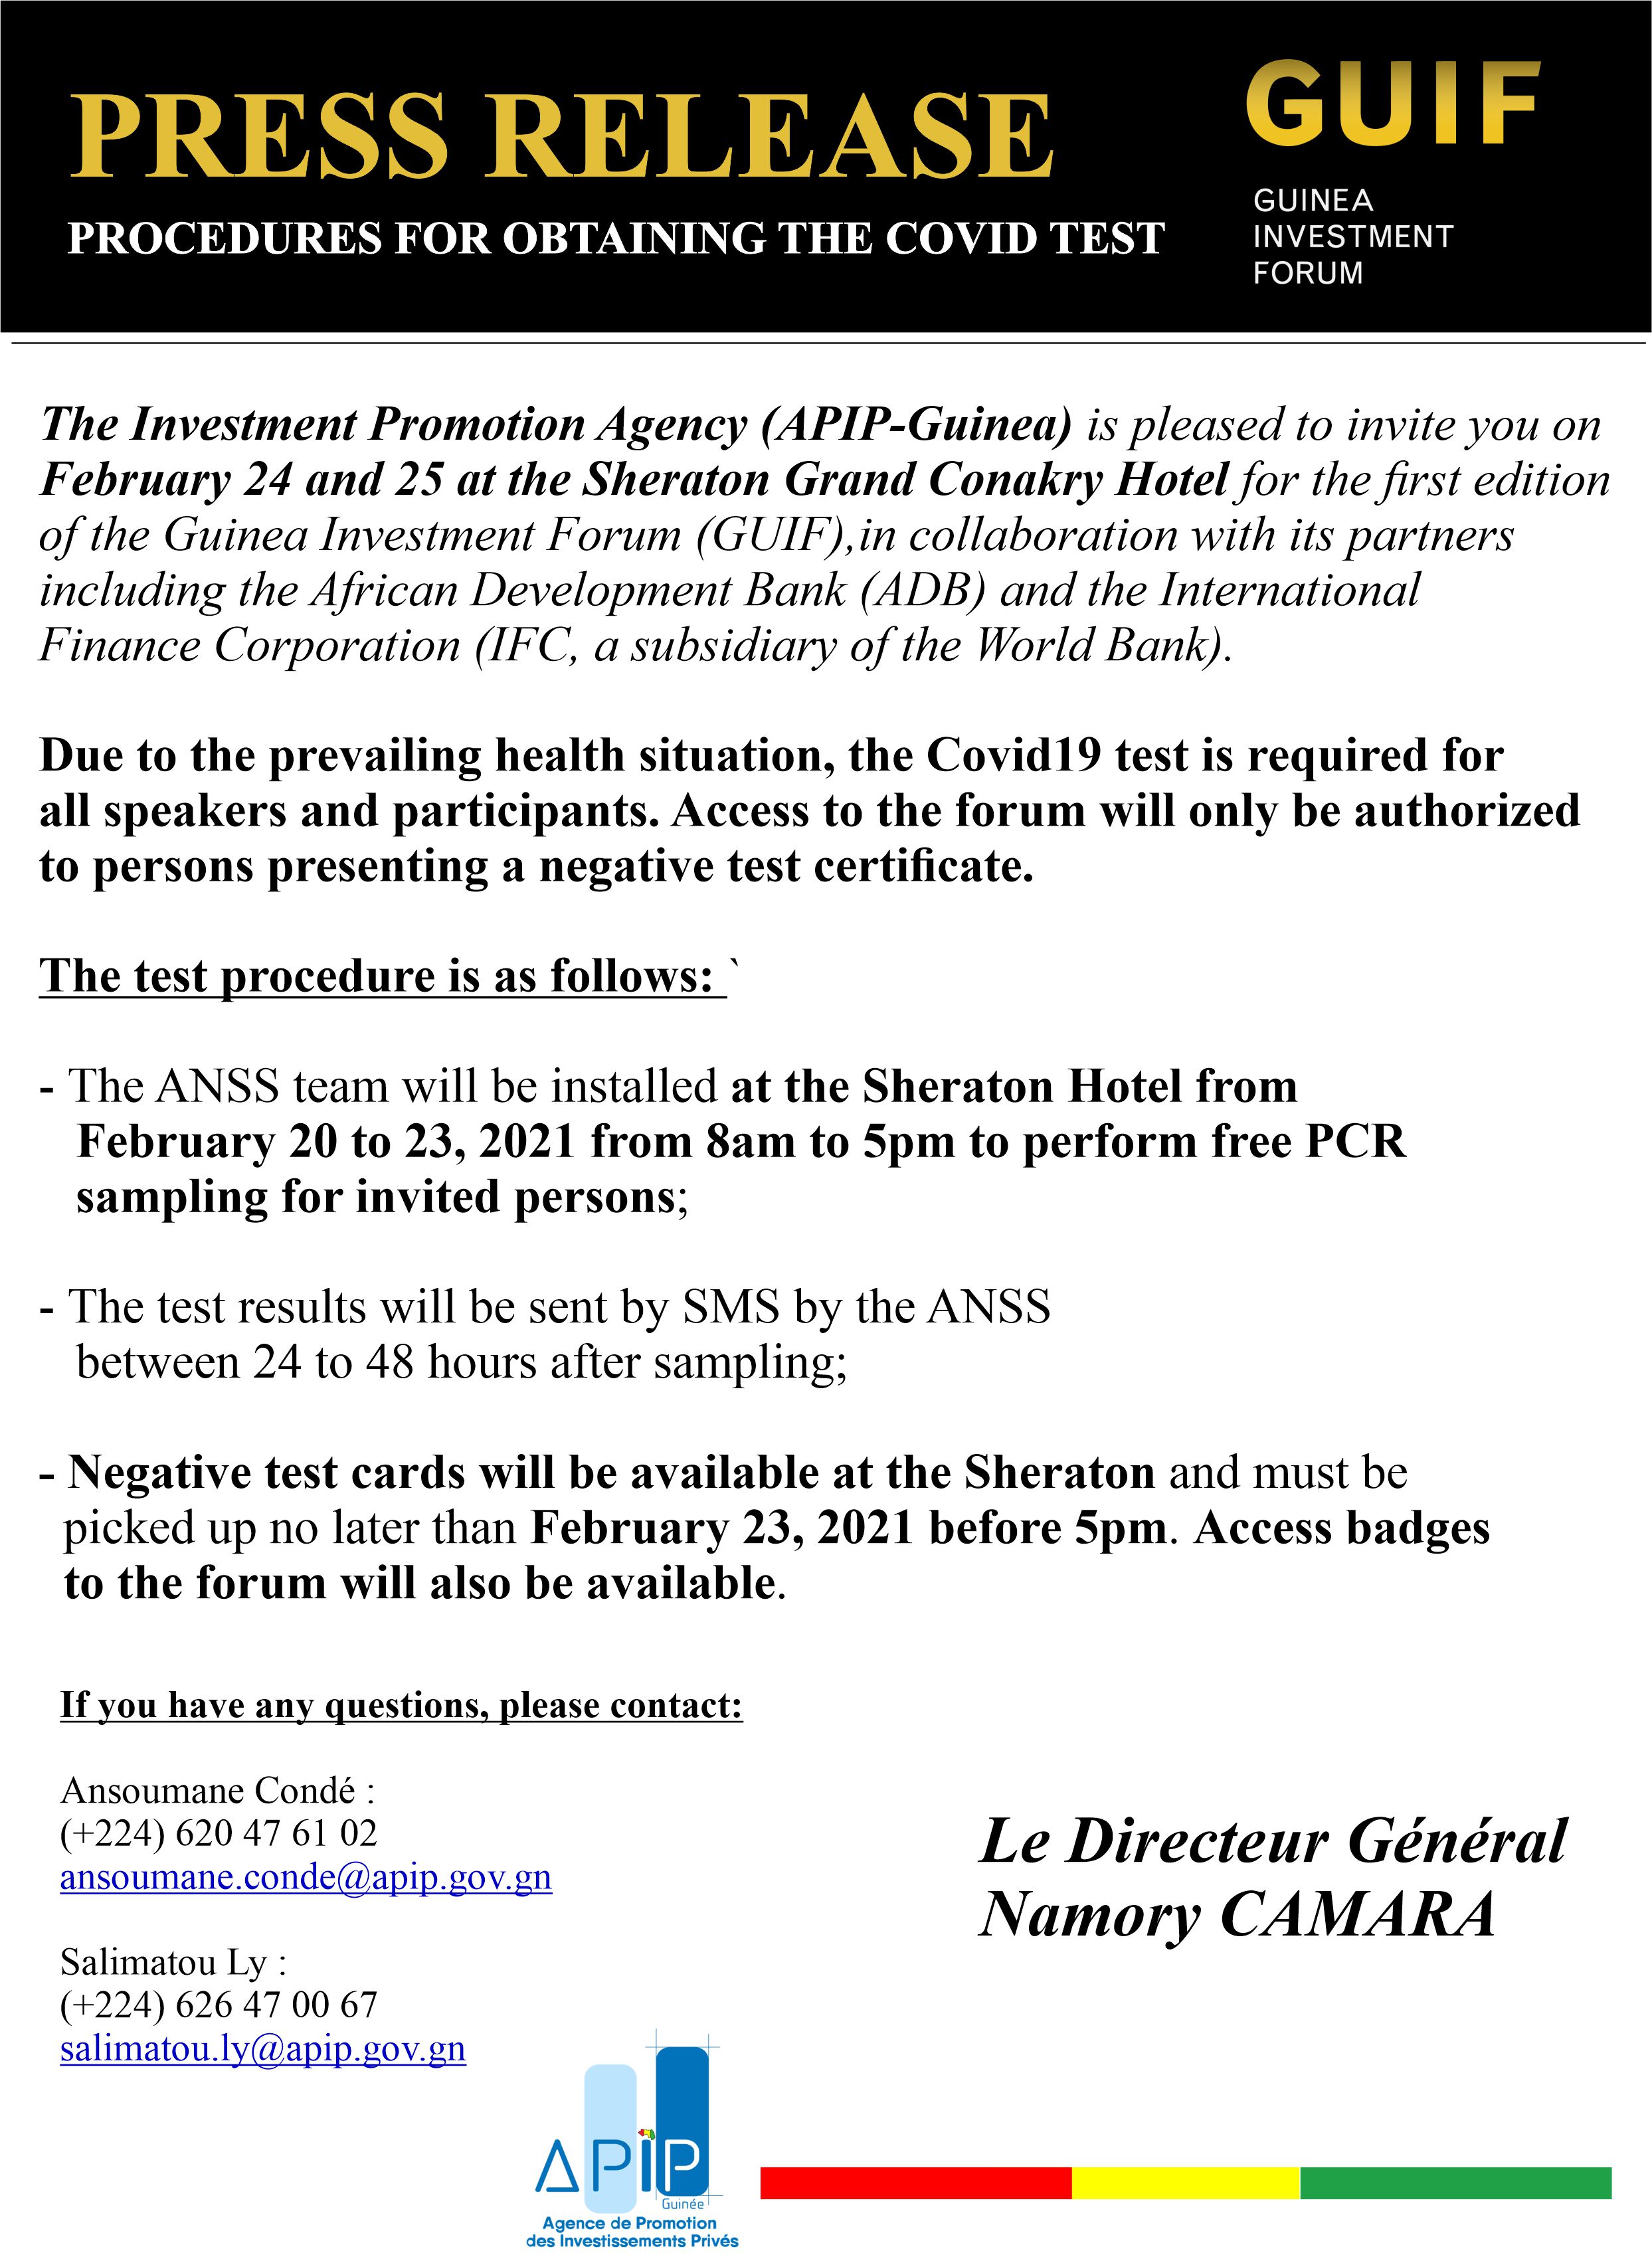 PRESS RELEASE
PROCEDURES FOR OBTAINING THE COVID TEST
GUIF
GUINEA
INVESTMENT
FORUM
The Investment Promotion Agency (APIP-Guinea) is pleased to invite you on
February 24 and 25 at the Sheraton Grand Conakry Hotel for the first edition
of the Guinea Investment Forum (GUIF),in collaboration with its partners
including the African Development Bank (ADB) and the International
Finance Corporation (IFC, a subsidiary of the World Bank).
Due to the prevailing health situation, the Covid19 test is required for
all speakers and participants. Access to the forum will only be authorized
to persons presenting a negative test certificate.
The test procedure is as follows: `
- The ANSS team will be installed at the Sheraton Hotel from
February 20 to 23, 2021 from 8am to 5pm to perform free PCR
sampling for invited persons;
- The test results will be sent by SMS by the ANSS
between 24 to 48 hours after sampling;
- Negative test cards will be available at the Sheraton and must be
picked up no later than February 23, 2021 before 5pm. Access badges
to the forum will also be available.
If you have any questions, please contact:
Ansoumane Condé :
(+224) 620 47 61 02
ansoumane.conde@apip.gov.gn
Salimatou Ly :
(+224) 626 47 00 67
salimatou.ly@apip.gov.gn
Le Directeur Général
Namory CAMARA
APIP
Guinée
Agence de Promotion
des Investissements Privés